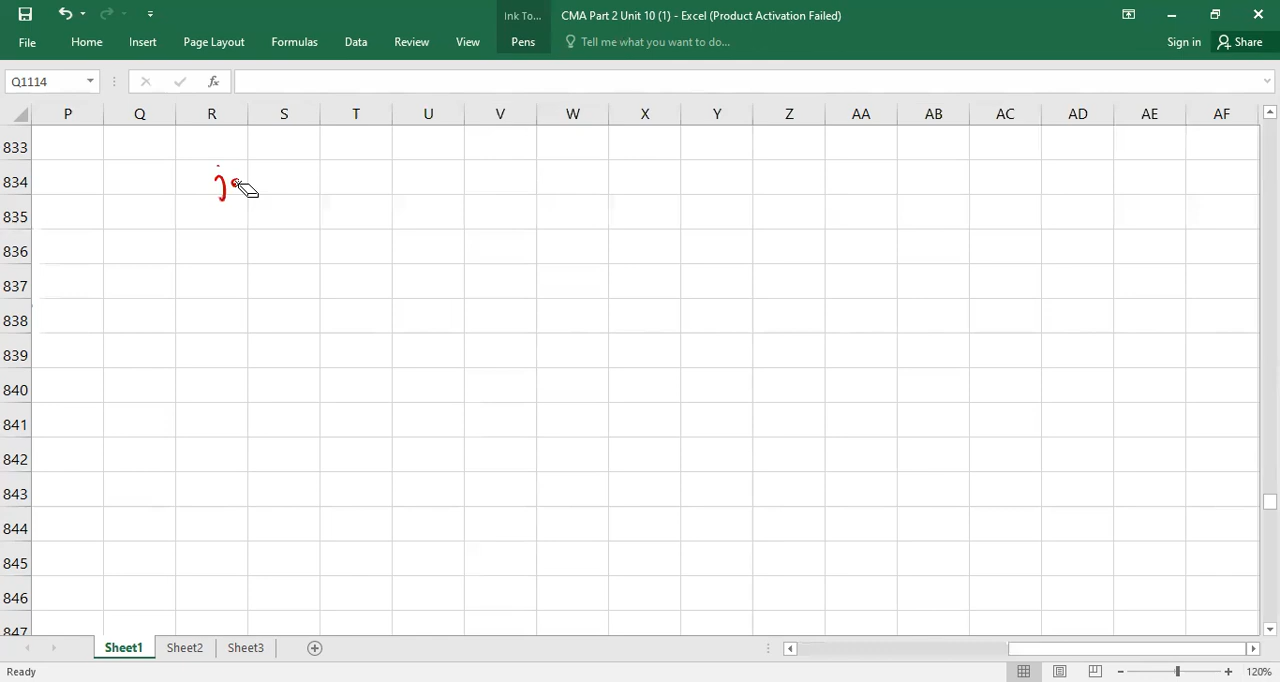 Ink To... CMA Part 2 Unit 10 (1) - Excel (Product Activation Failed)
File Home Insert Page Layout Formulas Data Review View Pens Tell me what you want to do... Sign in Share
Q1114 fx
P Q R S T U V W X Y Z AA AB AC AD AE AF
833
834
835
836
837
838
839
840
841
842
843
844
845
846
847
Sheet1 Sheet2 Sheet3
Ready 120%